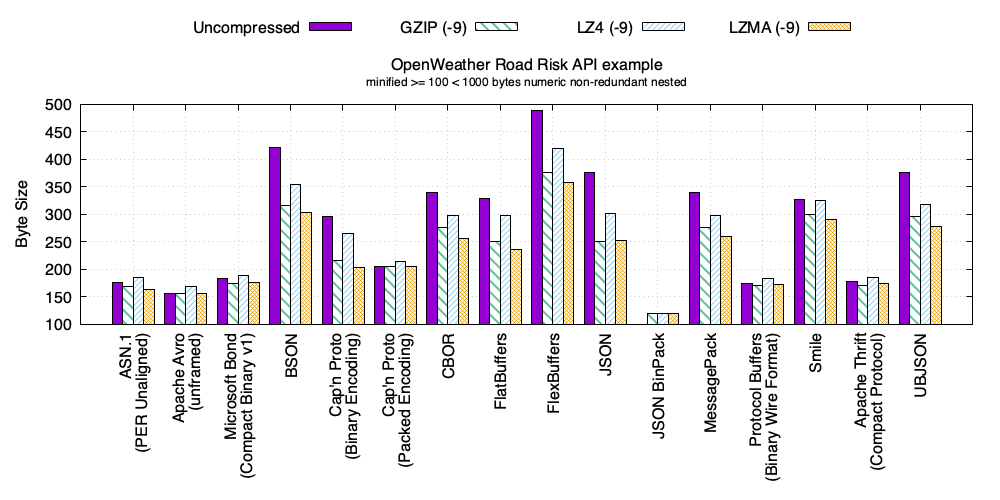 Uncompressed GZIP (-9) LZ4 (-9) LZMA (-9)
OpenWeather Road Risk API example
minified >= 100 < 1000 bytes numeric non-redundant nested
Byte Size
500
450
400
350
300
250
200
150
100
ASN.1
(PER Unaligned)
Apache Avro
(unframed)
Microsoft Bond
(Compact Binary v1)
BSON
Cap'n Proto
(Binary Encoding)
Cap'n Proto
(Packed Encoding)
CBOR
FlatBuffers
FlexBuffers
JSON
JSON BinPack
MessagePack
Protocol Buffers
(Binary Wire Format)
Smile
Apache Thrift
(Compact Protocol)
UBJSON